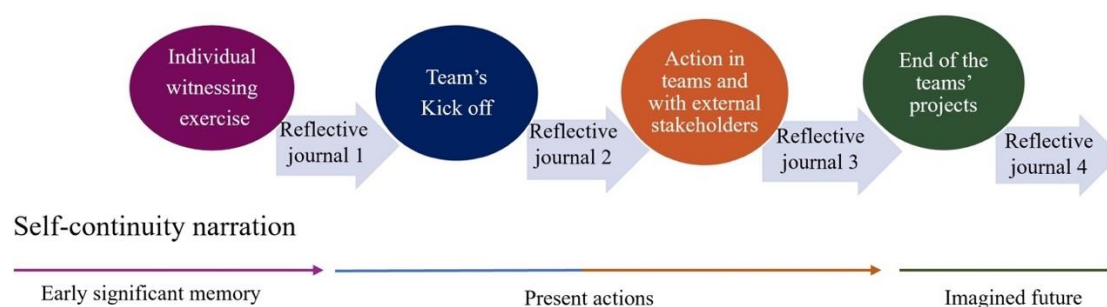 Individual
witnessing
exercise
Reflective
journal 1
Team's
Kick off
Reflective
journal 2
Action in
teams and
with external
stakeholders
Reflective
journal 3
End of the
teams'
projects
Reflective
journal 4
Self-continuity narration
Early significant memory
Present actions
Imagined future